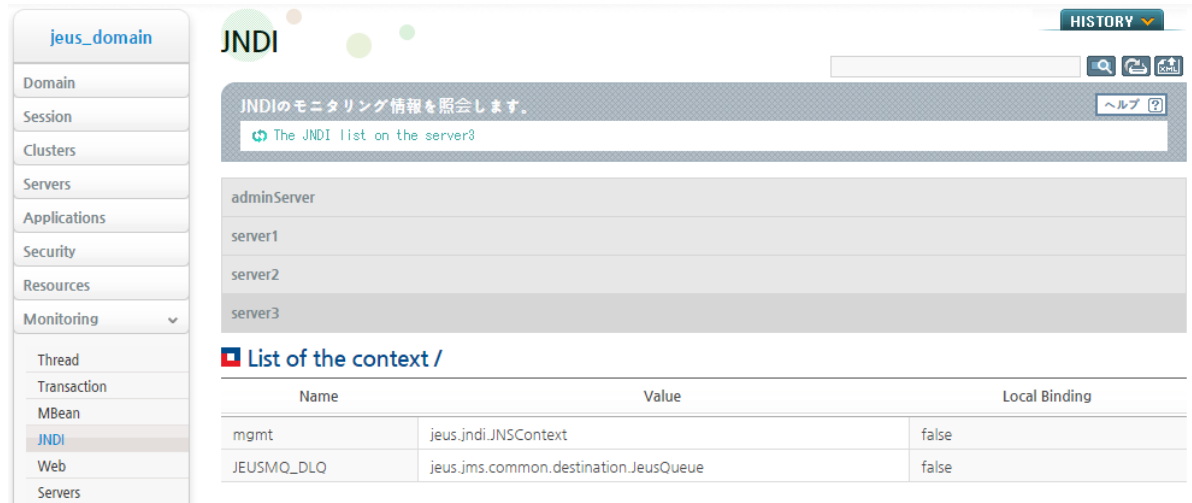 jeus_domain
Domain
Session
Clusters
Servers
Applications
Security
Resources
Monitoring
Thread
Transaction
MBean
JNDI
Web
Servers
JNDI
HISTORY
XML
JNDIのモニタリング情報を照会します。
ヘルプ ?
The JNDI list on the server3
adminServer
server1
server2
server3
List of the context /
Name Value Local Binding
mgmt jeus.jndi.JNSContext false
JEUSMQ_DLQ jeus.jms.common.destination.JeusQueue false